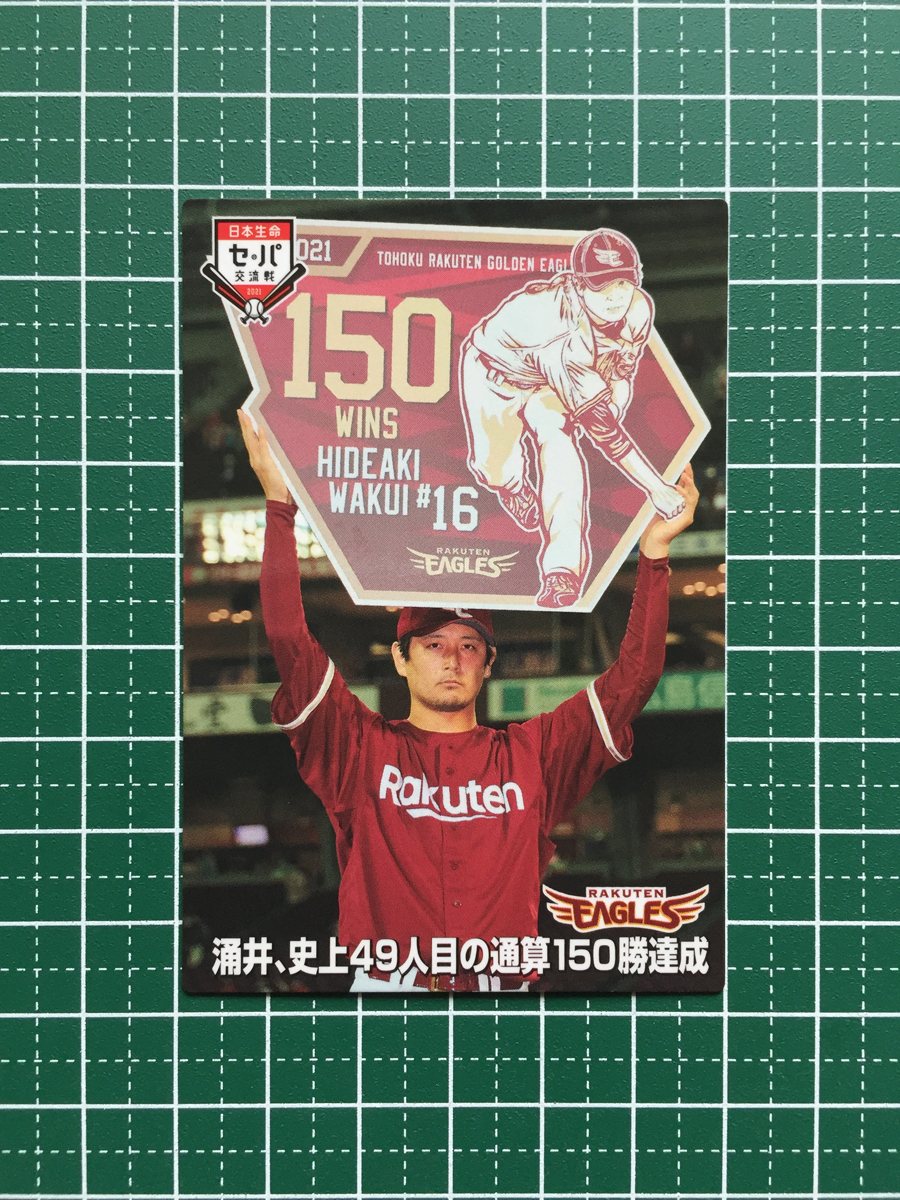 日本生命
セ・パ
交流戦
2021
021
TOHOKU RAKUTEN GOLDEN EAGL
150
WINS
HIDEAKI
WAKUI #16
RAKUTEN
EAGLES
Rakuten
RAKUTEN
EAGLES
涌井、史上49人目の通算150勝達成